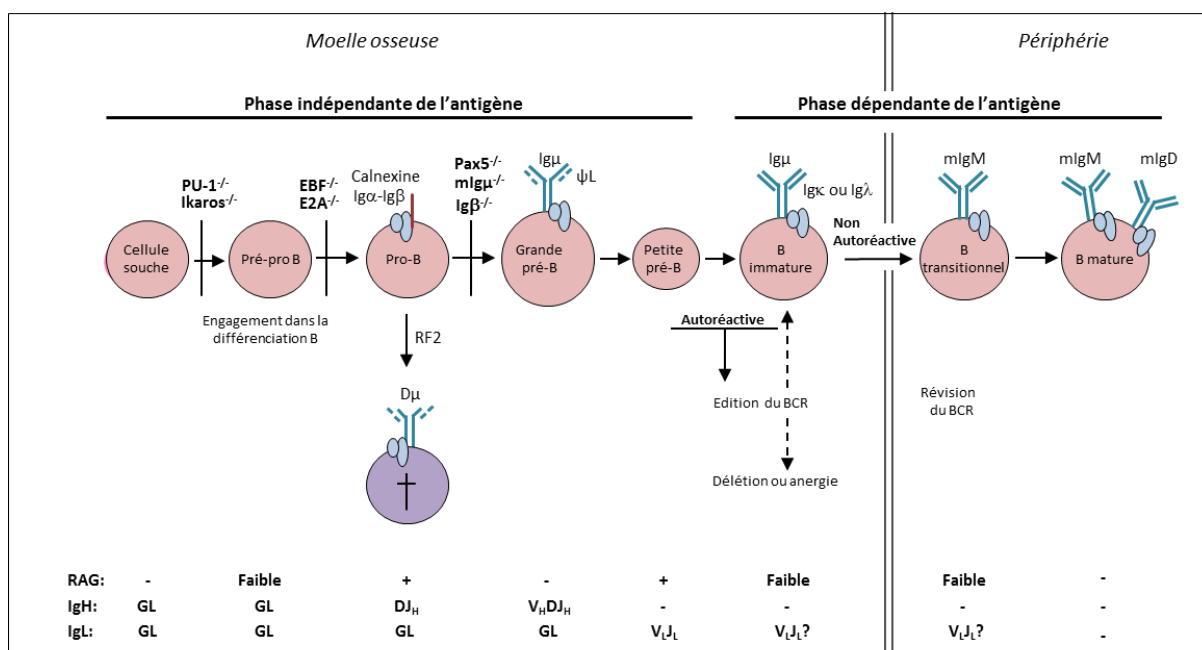 Moelle osseuse
Périphérie
Phase indépendante de l'antigène
Phase dépendante de l'antigène
PU-1-/-
Ikaros-/-
EBF-/-
E2A-/-
Calnexine
Igα-Igβ
Pax5-/-
mIgμ-/-
Igβ-/-
Igμ
ψL
Igμ
Igκ ou Igλ
mIgM
mIgM
mIgD
Cellule
souche
Pré-pro B
Pro-B
Grande
pré-B
Petite
pré-B
B
immature
Non
Autoréactive
B
transitionnel
B mature
Engagement dans la
différenciation B
RF2
Autoréactive
Dμ
Edition du BCR
Révision
du BCR
Délétion ou anergie
RAG: - Faible + - + Faible Faible -
IgH: GL GL DJH VHDJH - - - -
IgL: GL GL GL GL VLJL VLJL? VLJL? -